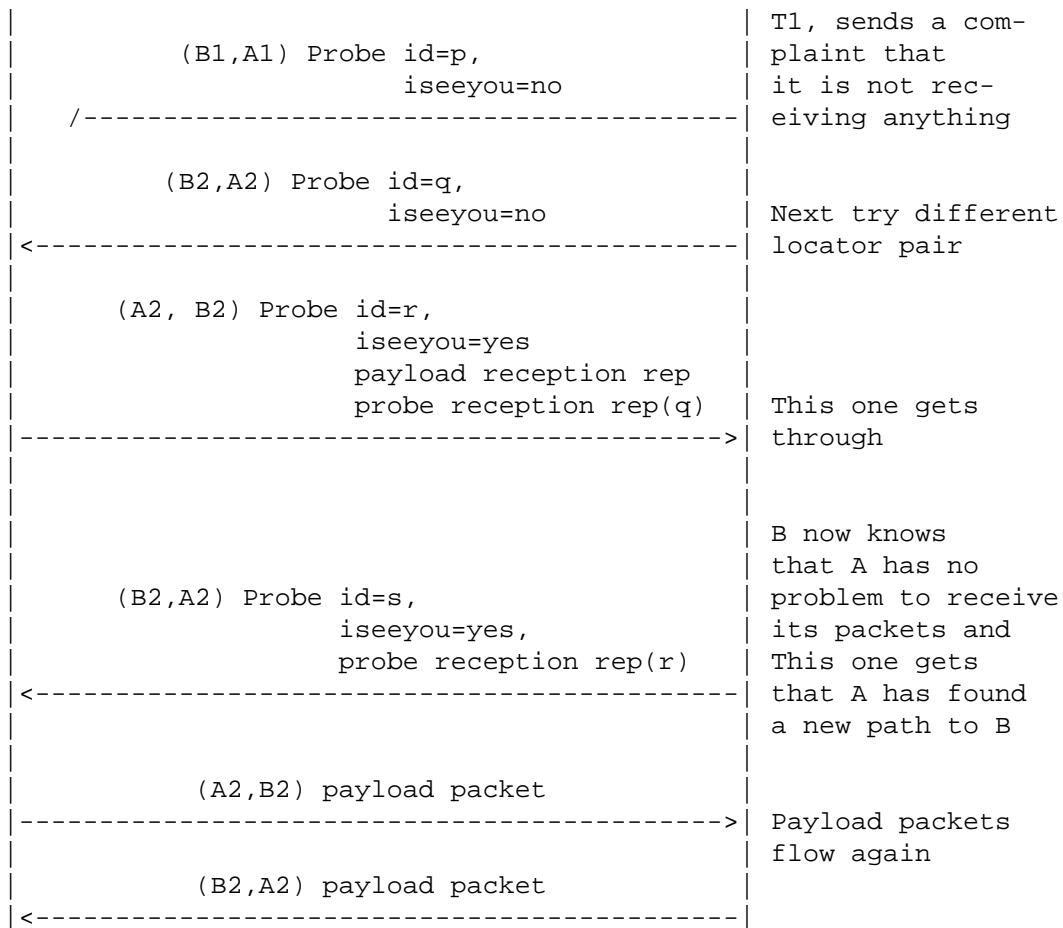 |                                              | T1, sends a com-
|          (B1,A1) Probe id=p,                 | plaint that
|                        iseeyou=no            | it is not rec-
|   /------------------------------------------| eiving anything
|                                              |
|         (B2,A2) Probe id=q,                  |
|                       iseeyou=no             | Next try different
|<---------------------------------------------| locator pair
|                                              |
|      (A2, B2) Probe id=r,                    |
|                     iseeyou=yes              |
|                     payload reception rep    |
|                     probe reception rep(q)   | This one gets
|--------------------------------------------->| through
|                                              |
|                                              |
|                                              | B now knows
|                                              | that A has no
|      (B2,A2) Probe id=s,                     | problem to receive
|                    iseeyou=yes,              | its packets and
|                    probe reception rep(r)    | This one gets
|<---------------------------------------------| that A has found
|                                              | a new path to B
|                                              |
|           (A2,B2) payload packet             |
|--------------------------------------------->| Payload packets
|                                              | flow again
|           (B2,A2) payload packet             |
|<---------------------------------------------|